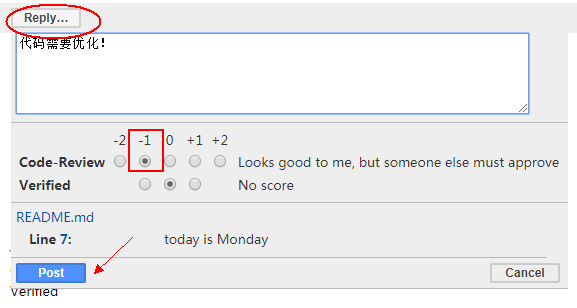 Reply...
代码需要优化！
-2 -1 0 +1 +2
Code-Review Looks good to me, but someone else must approve
Verified No score
README.md
Line 7: today is Monday
Post Cancel
Verified